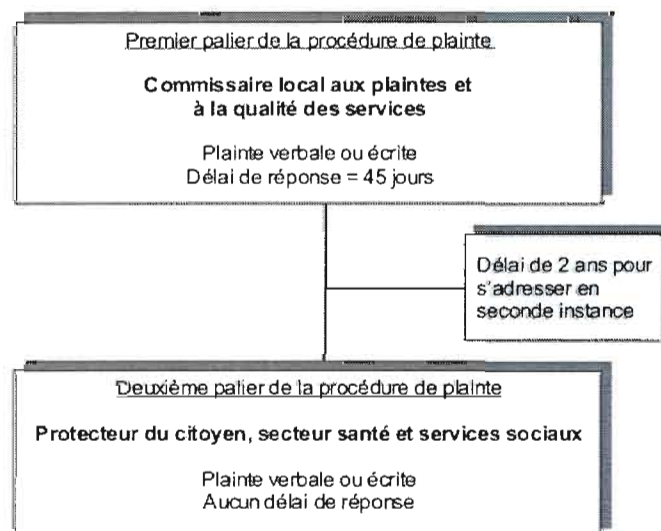 Premier palier de la procédure de plainte
Commissaire local aux plaintes et
à la qualité des services
Plainte verbale ou écrite
Délai de réponse = 45 jours
Délai de 2 ans pour
s'adresser en
seconde instance
Deuxième palier de la procédure de plainte
Protecteur du citoyen, secteur santé et services sociaux
Plainte verbale ou écrite
Aucun délai de réponse